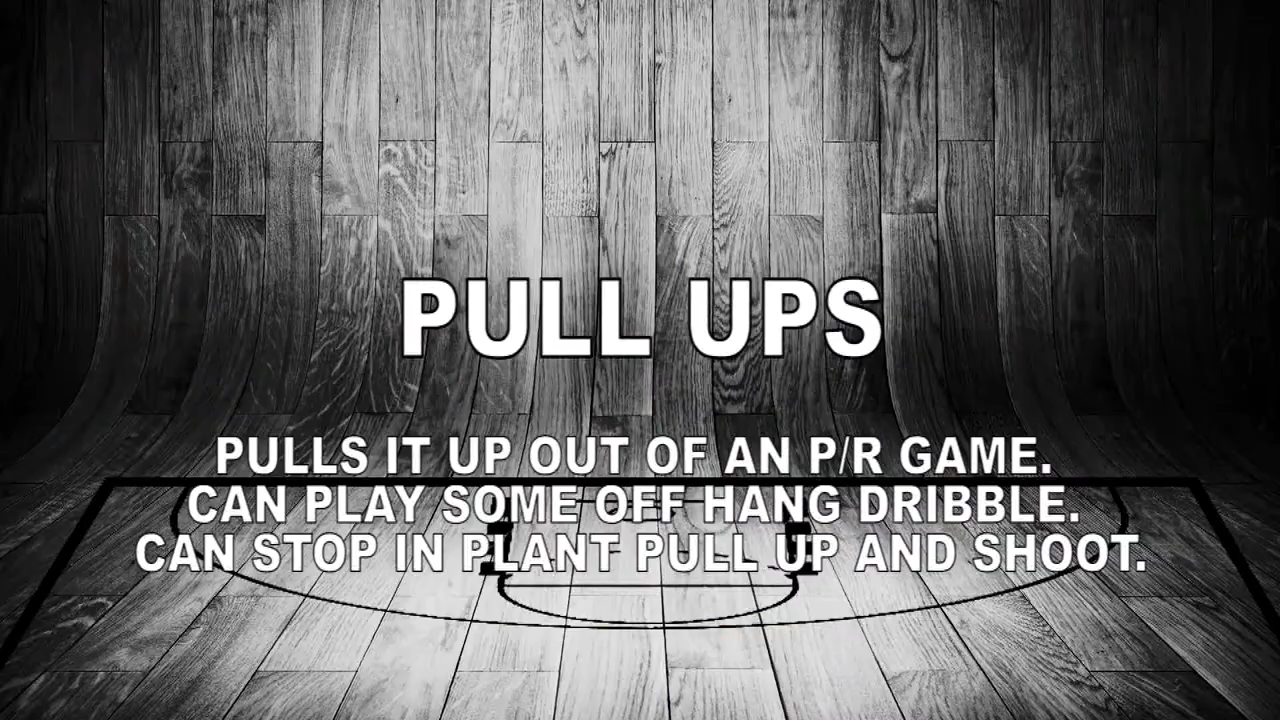 PULL UPS
PULLS IT UP OUT OF AN P/R GAME.
CAN PLAY SOME OFF HANG DRIBBLE.
CAN STOP IN PLANT PULL UP AND SHOOT.